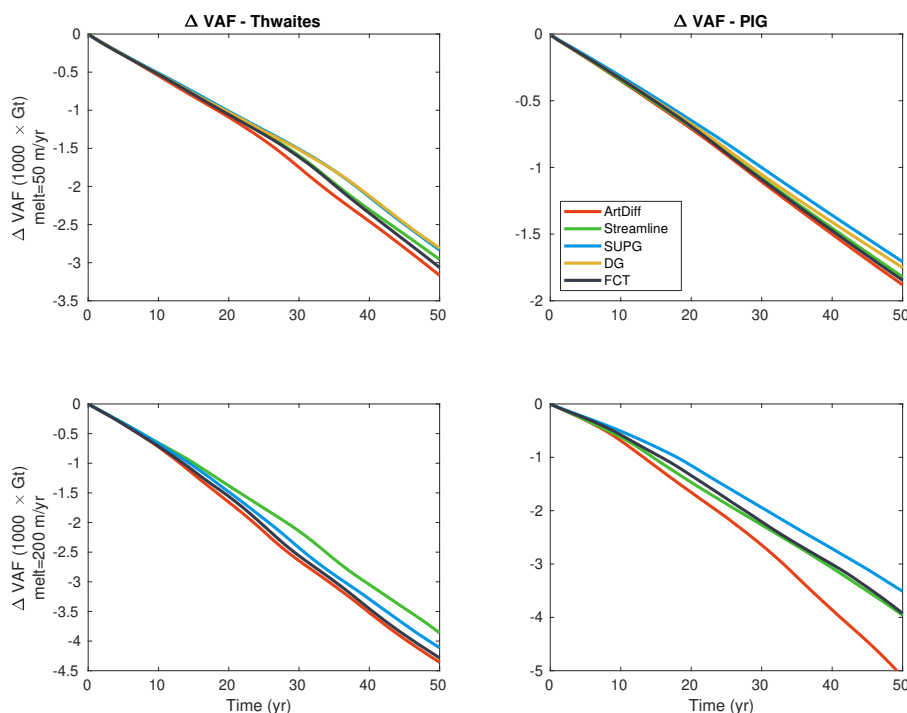 Δ VAF - Thwaites
0
-0.5
-1
-1.5
-2
-2.5
-3
-3.5
0 10 20 30 40 50
Δ VAF (1000 × Gt)
melt=50 m/yr
Δ VAF - PIG
0
-0.5
-1
-1.5
-2
0 10 20 30 40 50
ArtDiff
Streamline
SUPG
DG
FCT
0
-0.5
-1
-1.5
-2
-2.5
-3
-3.5
-4
-4.5
0 10 20 30 40 50
Δ VAF (1000 × Gt)
melt=200 m/yr
Time (yr)
0
-1
-2
-3
-4
-5
0 10 20 30 40 50
Time (yr)